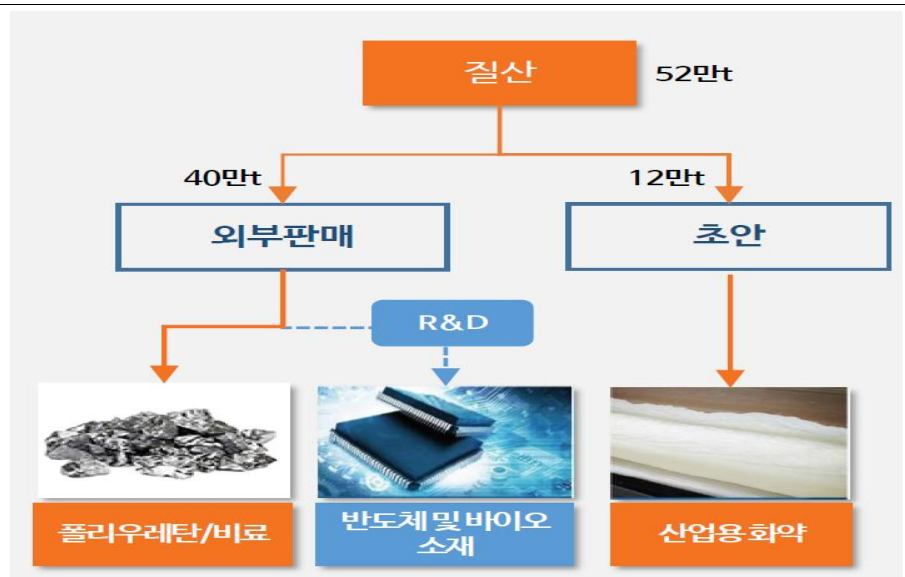 질산
52만t
40만t
12만t
외부판매
초안
R&D
폴리우레탄/비료
반도체 및 바이오
소재
산업용 화약